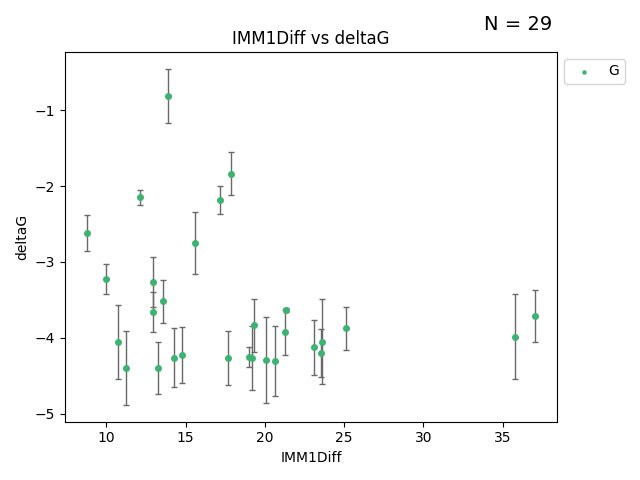 N = 29
IMM1Diff vs deltaG
G
deltaG
−1
−2
−3
−4
−5
10 15 20 25 30 35
IMM1Diff